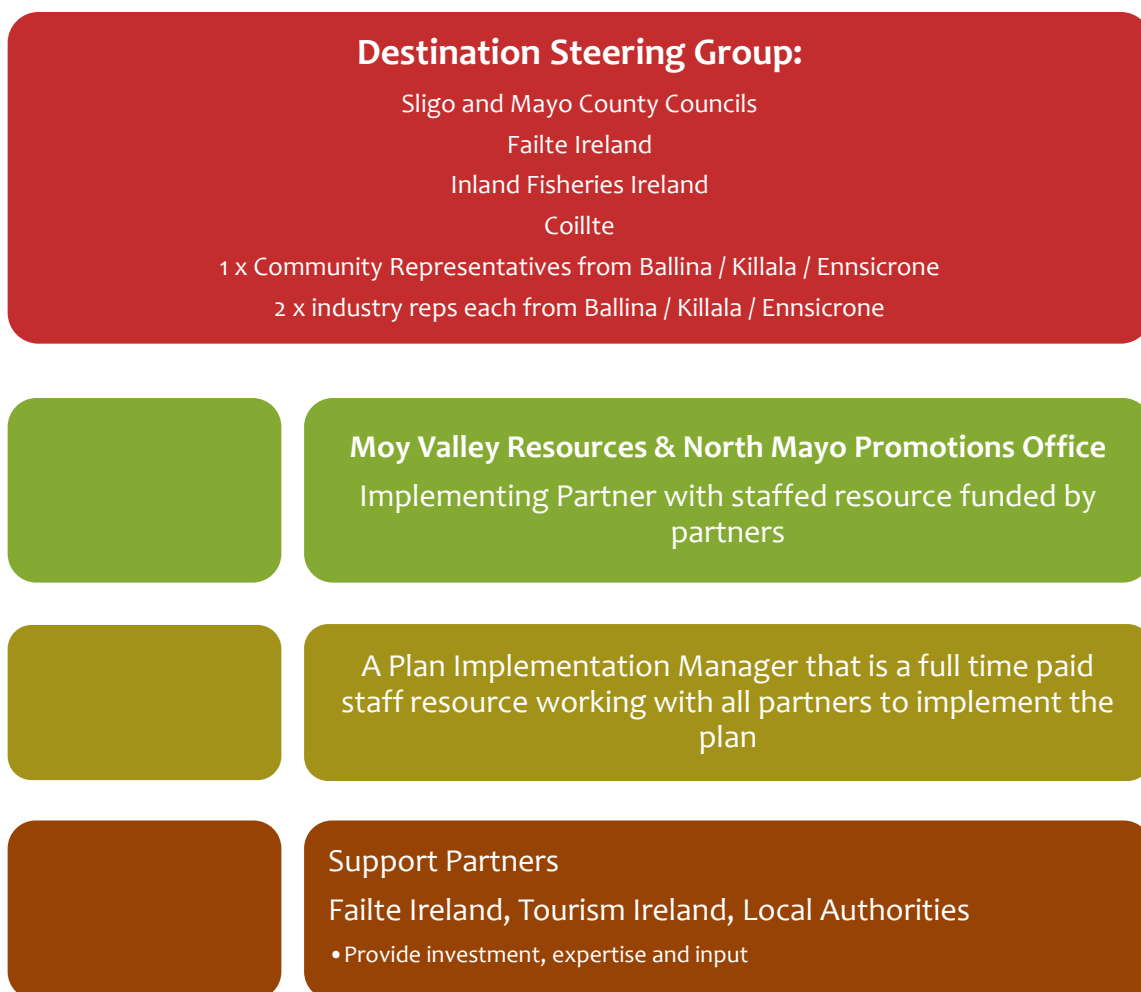 Destination Steering Group:
Sligo and Mayo County Councils
Failte Ireland
Inland Fisheries Ireland
Coillte
1 x Community Representatives from Ballina / Killala / Ennsicrone
2 x industry reps each from Ballina / Killala / Ennsicrone
Moy Valley Resources & North Mayo Promotions Office
Implementing Partner with staffed resource funded by
partners
A Plan Implementation Manager that is a full time paid
staff resource working with all partners to implement the
plan
Support Partners
Failte Ireland, Tourism Ireland, Local Authorities
•Provide investment, expertise and input